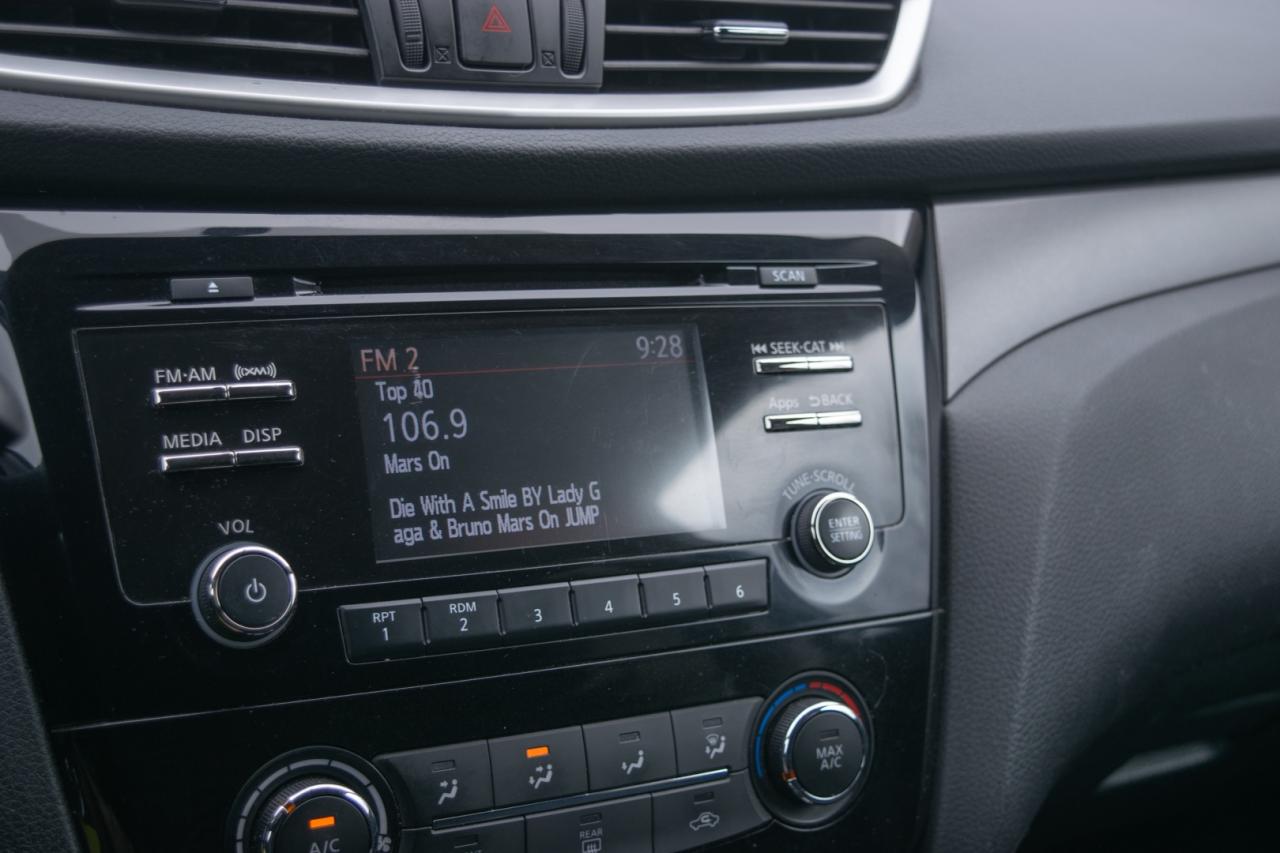 SCAN
FM·AM ((XM))
SEEK·CAT
MEDIA DISP
Apps BACK
FM 2 9:28
Top 40
106.9
Mars On
Die With A Smile BY Lady G
aga & Bruno Mars On JUMP
VOL
TUNE·SCROLL
ENTER
SETTING
RPT
1
RDM
2
3
4
5
6
MAX
A/C
A/C
REAR